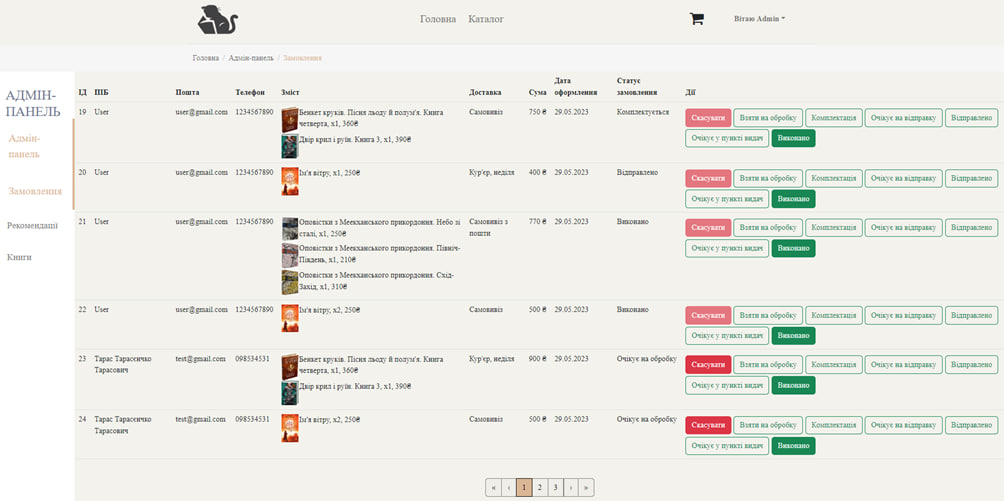 Головна Каталог
Вітаю Admin
Головна / Адмін-панель / Замовлення
АДМІН-ПАНЕЛЬ
Адмін-панель
Замовлення
Рекомендації
Книги
ІД ПІБ Пошта Телефон Зміст Доставка Сума Дата оформлення Статус замовлення Дії
19 User user@gmail.com 1234567890 Бенкет круків. Пісня льоду й полум'я. Книга четверта, x1, 360₴ Самовивіз 750 ₴ 29.05.2023 Комплектується Скасувати Взяти на обробку Комплектація Очікує на відправку Відправлено
Двір крил і руїн. Книга 3, x1, 390₴ Очікує у пункті видач Виконано
20 User user@gmail.com 1234567890 Ім'я вітру, x1, 250₴ Кур'єр, неділя 400 ₴ 29.05.2023 Відправлено Скасувати Взяти на обробку Комплектація Очікує на відправку Відправлено
Очікує у пункті видач Виконано
21 User user@gmail.com 1234567890 Оповістки з Меекханського прикордоння. Небо зі сталі, x1, 250₴ Самовивіз з пошти 770 ₴ 29.05.2023 Виконано Скасувати Взяти на обробку Комплектація Очікує на відправку Відправлено
Оповістки з Меекханського прикордоння. Північ-Південь, x1, 210₴ Очікує у пункті видач Виконано
Оповістки з Меекханського прикордоння. Схід-Захід, x1, 310₴
22 User user@gmail.com 1234567890 Ім'я вітру, x2, 250₴ Самовивіз 500 ₴ 29.05.2023 Виконано Скасувати Взяти на обробку Комплектація Очікує на відправку Відправлено
Очікує у пункті видач Виконано
23 Тарас Тарасєнчко Тарасович test@gmail.com 098534531 Бенкет круків. Пісня льоду й полум'я. Книга четверта, x1, 360₴ Кур'єр, неділя 900 ₴ 29.05.2023 Очікує на обробку Скасувати Взяти на обробку Комплектація Очікує на відправку Відправлено
Двір крил і руїн. Книга 3, x1, 390₴ Очікує у пункті видач Виконано
24 Тарас Тарасєнчко Тарасович test@gmail.com 098534531 Ім'я вітру, x2, 250₴ Самовивіз 500 ₴ 29.05.2023 Очікує на обробку Скасувати Взяти на обробку Комплектація Очікує на відправку Відправлено
Очікує у пункті видач Виконано
« ‹ 1 2 3 › »